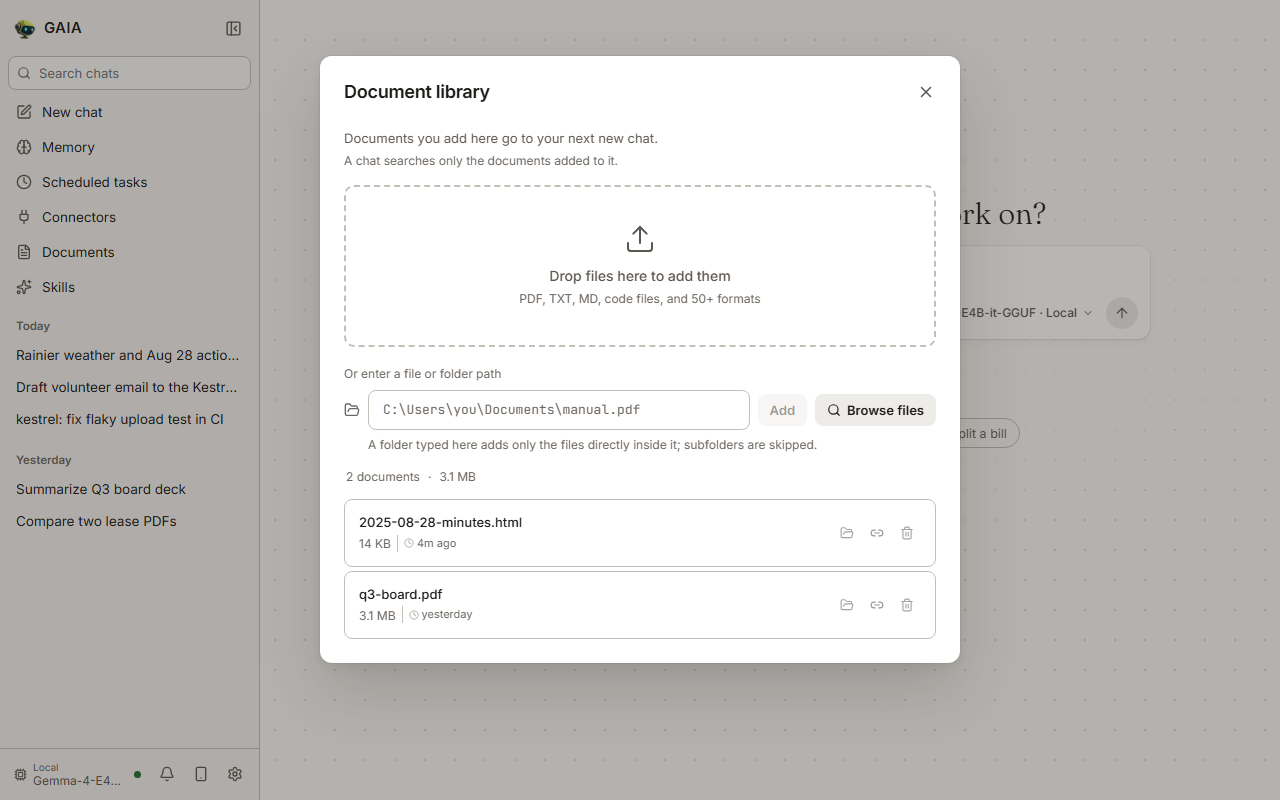 GAIA
Search chats
New chat
Memory
Scheduled tasks
Connectors
Documents
Skills
Today
Rainier weather and Aug 28 actio...
Draft volunteer email to the Kestr...
kestrel: fix flaky upload test in CI
Yesterday
Summarize Q3 board deck
Compare two lease PDFs
Local
Gemma-4-E4...
Document library
Documents you add here go to your next new chat.
A chat searches only the documents added to it.
Drop files here to add them
PDF, TXT, MD, code files, and 50+ formats
Or enter a file or folder path
C:\Users\you\Documents\manual.pdf
Add
Browse files
A folder typed here adds only the files directly inside it; subfolders are skipped.
2 documents · 3.1 MB
2025-08-28-minutes.html
14 KB
4m ago
q3-board.pdf
3.1 MB
yesterday
rk on?
E4B-it-GGUF · Local
plit a bill